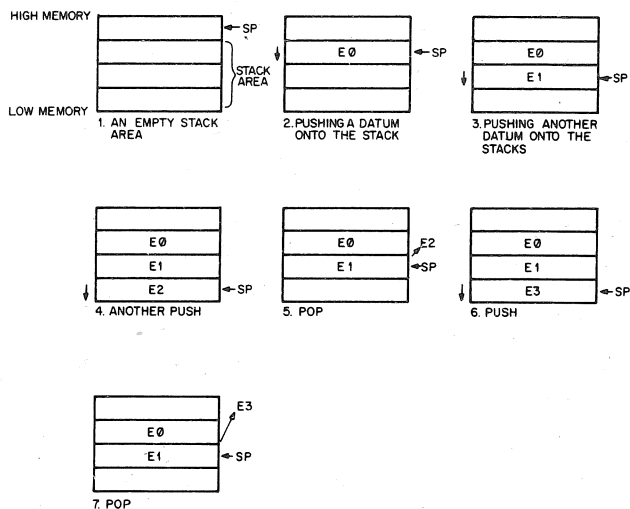 HIGH MEMORY
SP
STACK
AREA
LOW MEMORY
1. AN EMPTY STACK
AREA
EØ
SP
2. PUSHING A DATUM
ONTO THE STACK
EØ
E1
SP
3. PUSHING ANOTHER
DATUM ONTO THE
STACKS
EØ
E1
E2
SP
4. ANOTHER PUSH
E2
EØ
E1
SP
5. POP
EØ
E1
E3
SP
6. PUSH
E3
EØ
E1
SP
7. POP